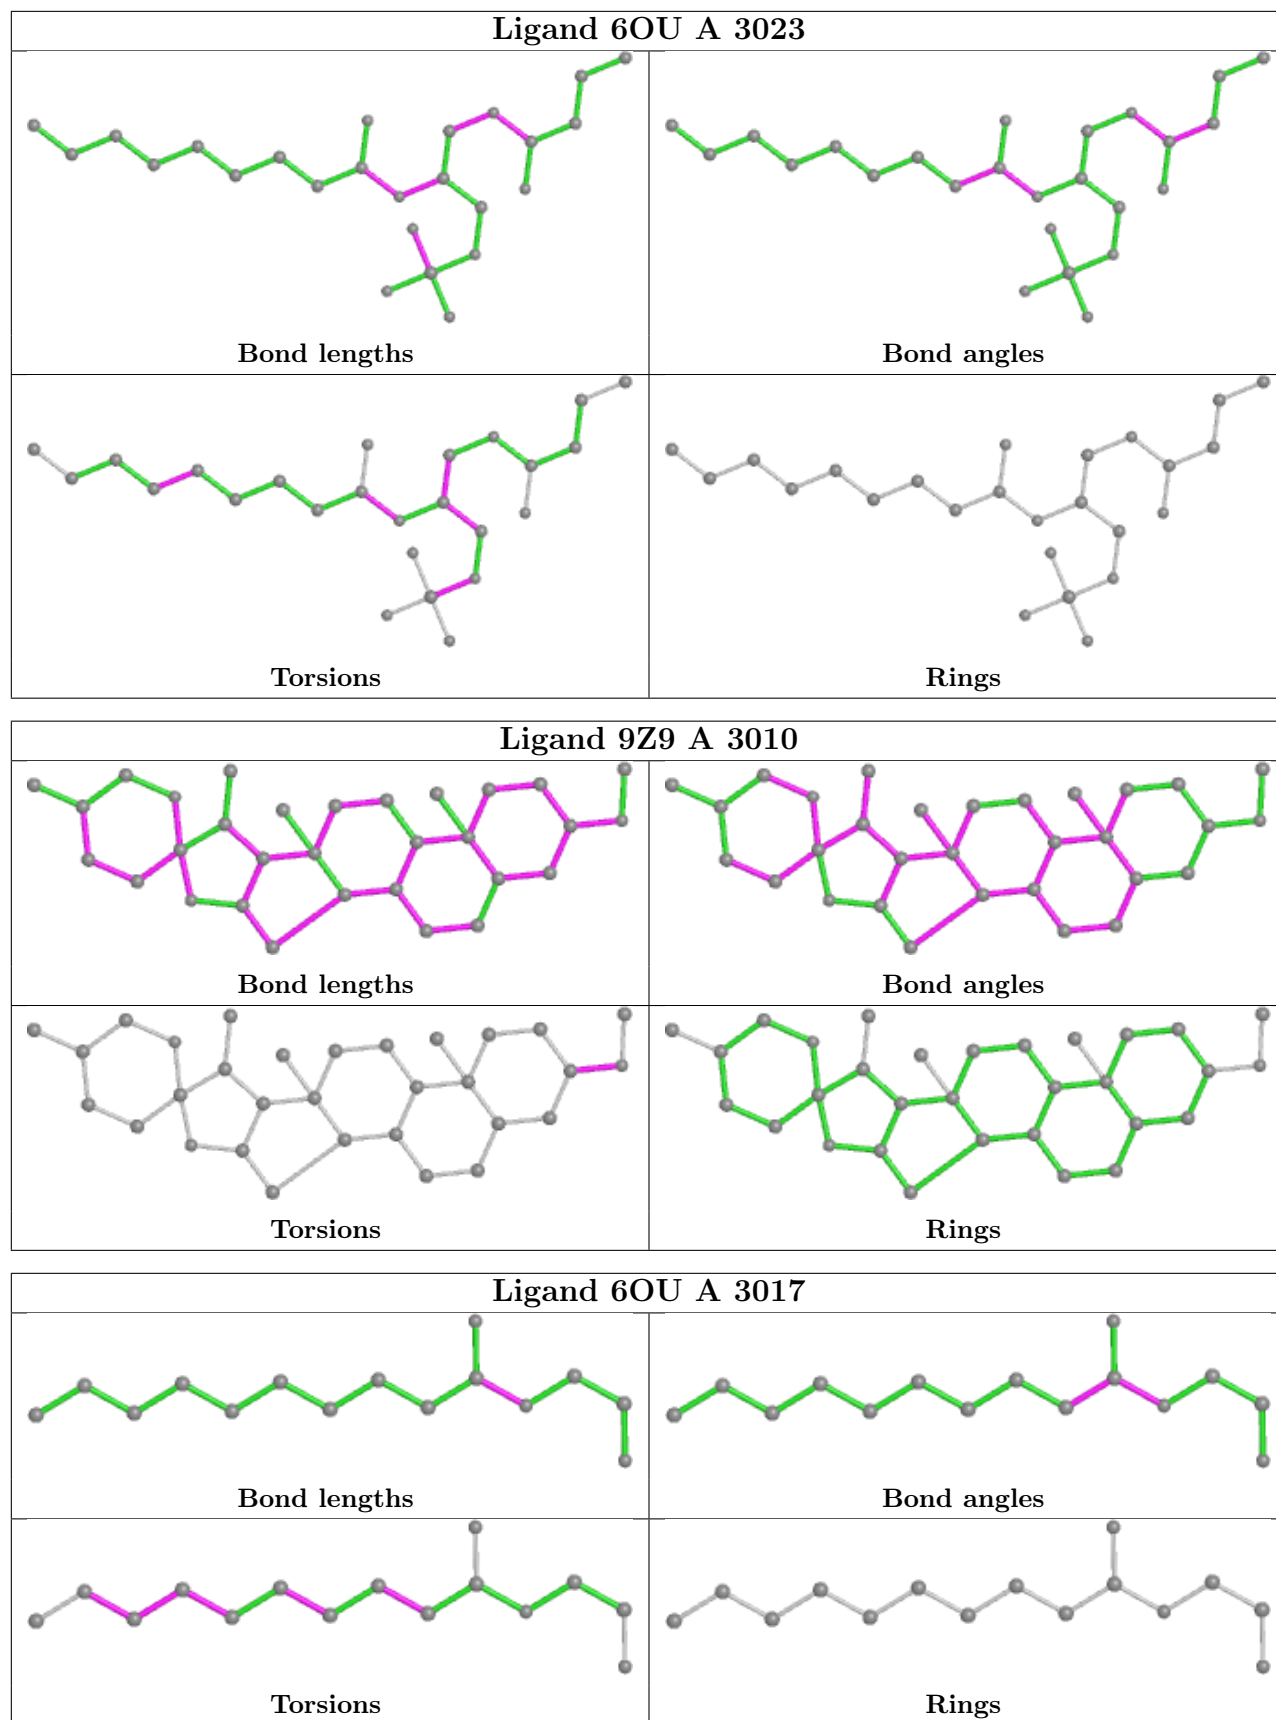 Ligand 6OU A 3023
Bond lengths
Bond angles
Torsions
Rings
Ligand 9Z9 A 3010
Bond lengths
Bond angles
Torsions
Rings
Ligand 6OU A 3017
Bond lengths
Bond angles
Torsions
Rings